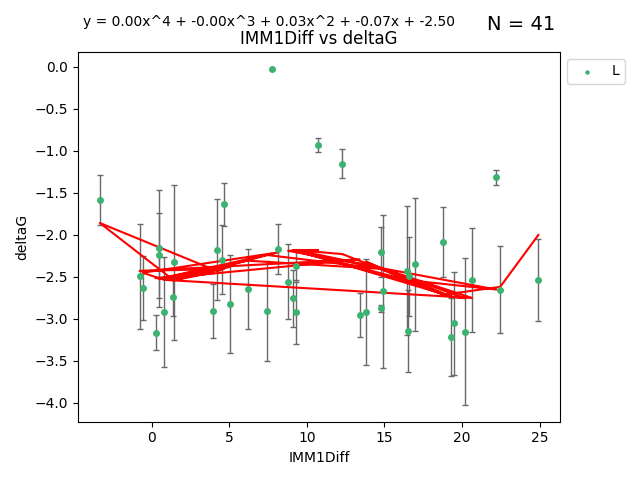 y = 0.00x^4 + -0.00x^3 + 0.03x^2 + -0.07x + -2.50
N = 41
IMM1Diff vs deltaG
L
0.0
−0.5
−1.0
−1.5
−2.0
−2.5
−3.0
−3.5
−4.0
deltaG
0
5
10
15
20
25
IMM1Diff